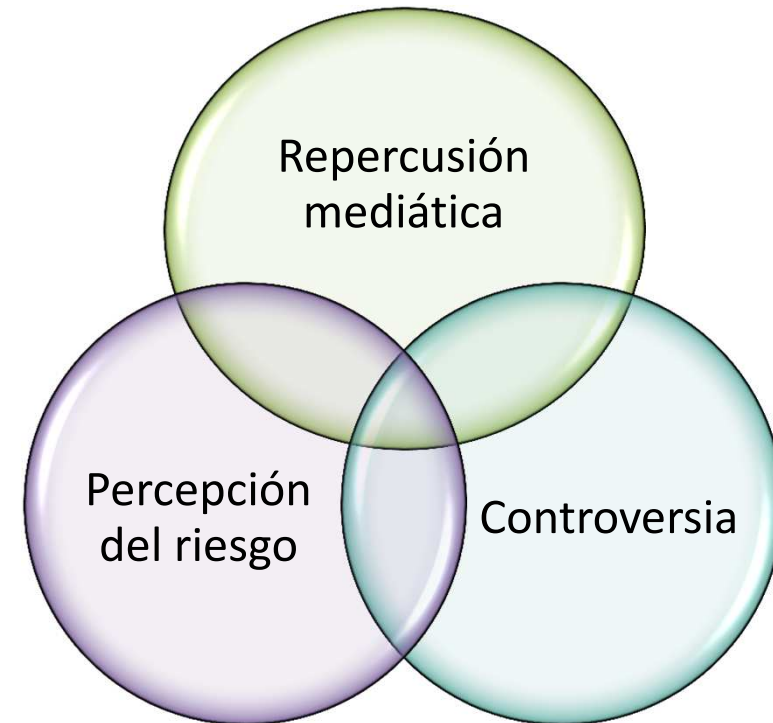 Repercusión
mediática
Percepción
del riesgo
Controversia